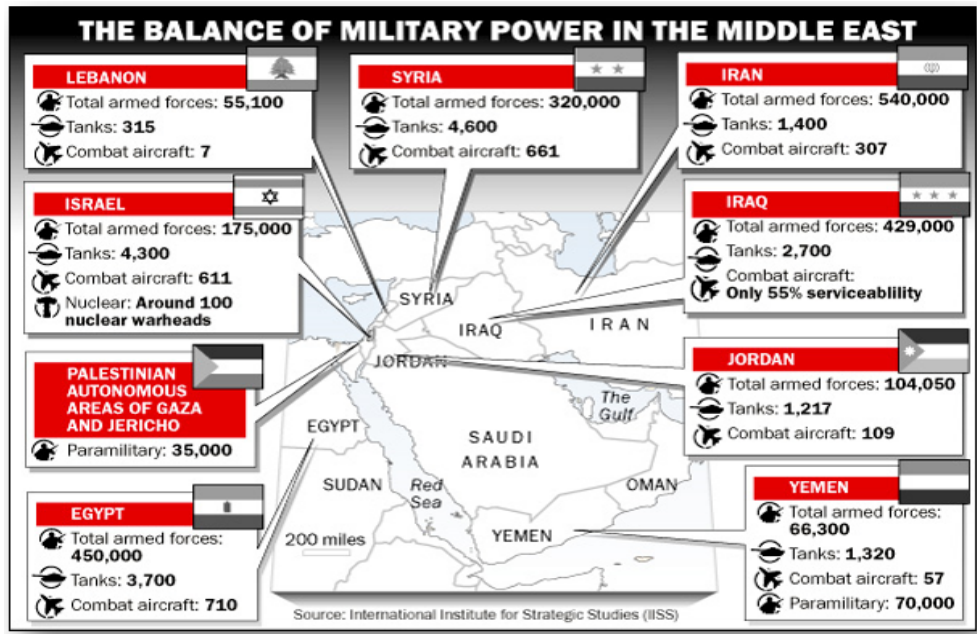 THE BALANCE OF MILITARY POWER IN THE MIDDLE EAST
LEBANON
Total armed forces: 55,100
Tanks: 315
Combat aircraft: 7
SYRIA
Total armed forces: 320,000
Tanks: 4,600
Combat aircraft: 661
IRAN
Total armed forces: 540,000
Tanks: 1,400
Combat aircraft: 307
ISRAEL
Total armed forces: 175,000
Tanks: 4,300
Combat aircraft: 611
Nuclear: Around 100
nuclear warheads
IRAQ
Total armed forces: 429,000
Tanks: 2,700
Combat aircraft:
Only 55% serviceablility
PALESTINIAN
AUTONOMOUS
AREAS OF GAZA
AND JERICHO
Paramilitary: 35,000
JORDAN
Total armed forces: 104,050
Tanks: 1,217
Combat aircraft: 109
EGYPT
Total armed forces:
450,000
Tanks: 3,700
Combat aircraft: 710
YEMEN
Total armed forces:
66,300
Tanks: 1,320
Combat aircraft: 57
Paramilitary: 70,000
SYRIA
IRAQ
IRAN
JORDAN
The
Gulf
EGYPT
SAUDI
ARABIA
SUDAN
Red
Sea
OMAN
YEMEN
200 miles
Source: International Institute for Strategic Studies (IISS)